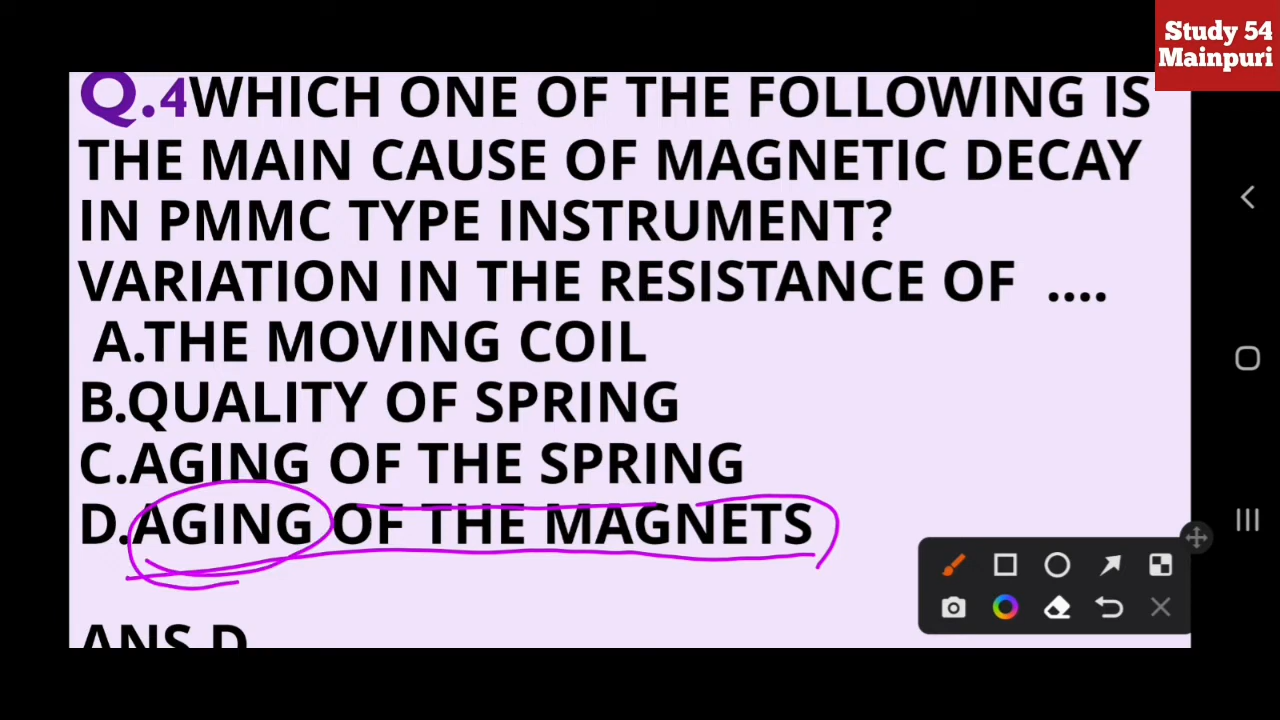 Study 54
Mainpuri
Q.4WHICH ONE OF THE FOLLOWING IS
THE MAIN CAUSE OF MAGNETIC DECAY
IN PMMC TYPE INSTRUMENT?
VARIATION IN THE RESISTANCE OF ....
A.THE MOVING COIL
B.QUALITY OF SPRING
C.AGING OF THE SPRING
D.AGING OF THE MAGNETS
ANS.D